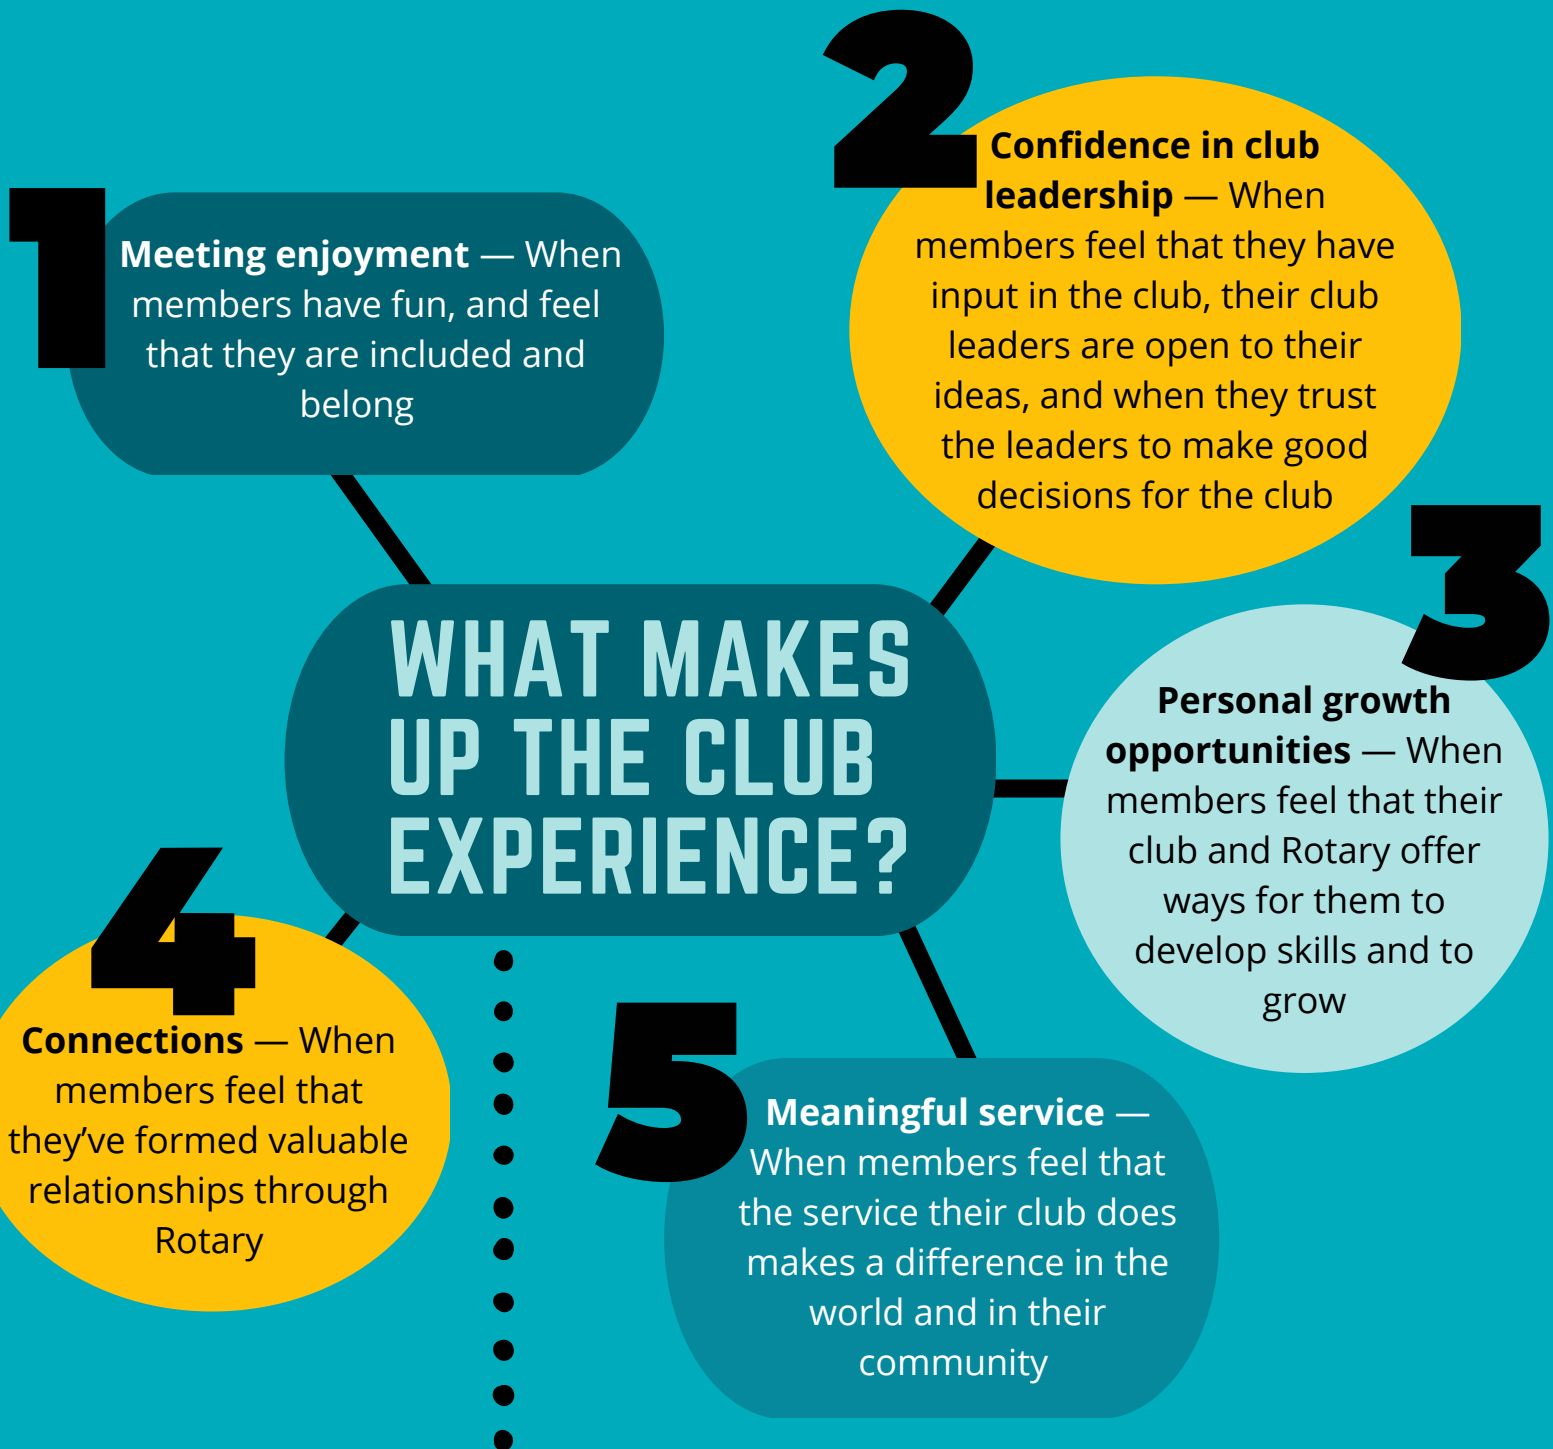 1
Meeting enjoyment — When
members have fun, and feel
that they are included and
belong
2
Confidence in club
leadership — When
members feel that they have
input in the club, their club
leaders are open to their
ideas, and when they trust
the leaders to make good
decisions for the club
WHAT MAKES
UP THE CLUB
EXPERIENCE?
3
Personal growth
opportunities — When
members feel that their
club and Rotary offer
ways for them to
develop skills and to
grow
4
Connections — When
members feel that
they’ve formed valuable
relationships through
Rotary
5
Meaningful service —
When members feel that
the service their club does
makes a difference in the
world and in their
community